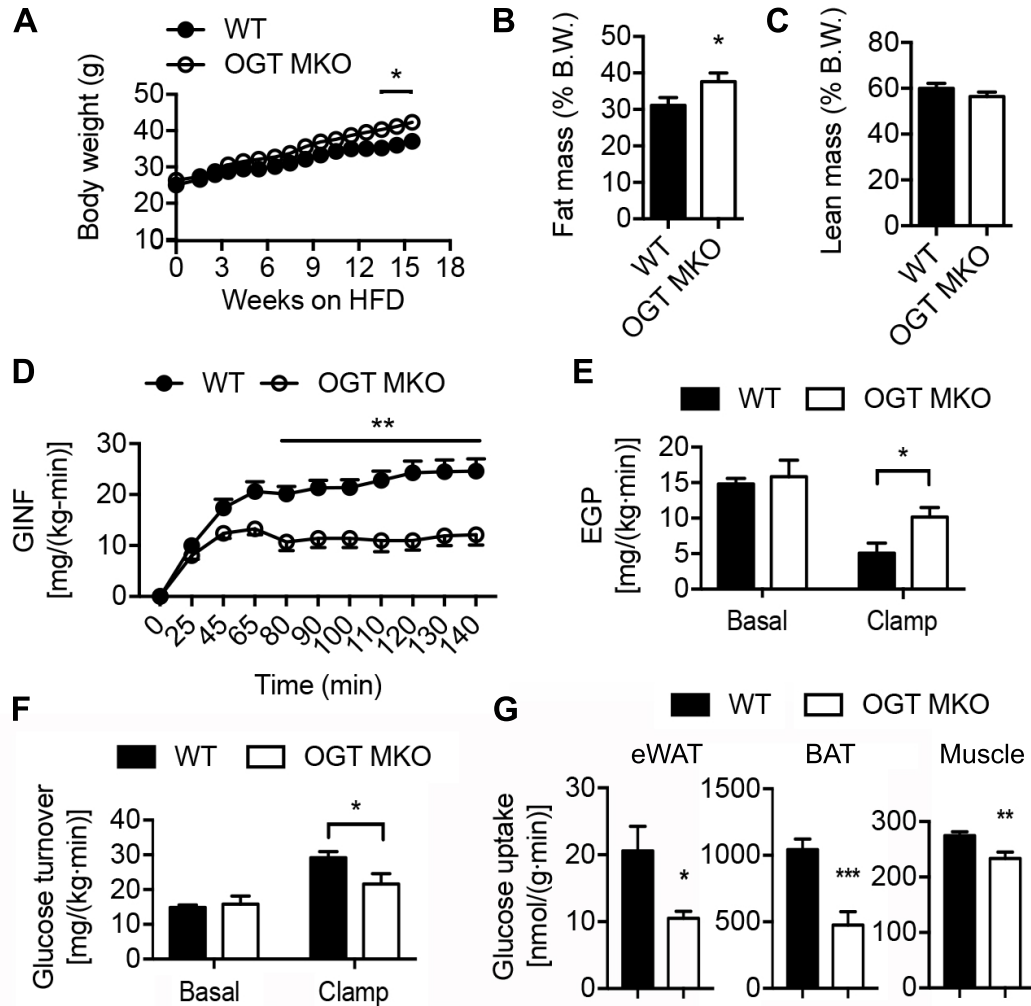 A
WT
OGT MKO
*
Body weight (g)
50
40
30
20
10
0 3 6 9 12 15 18
Weeks on HFD
B
*
Fat mass (% B.W.)
50
40
30
20
10
0
WT
OGT MKO
C
Lean mass (% B.W.)
80
60
40
20
0
WT
OGT MKO
D
WT OGT MKO
**
GINF
[mg/(kg-min)]
30
20
10
0
0 25 45 65 80 90 100 110 120 130 140
Time (min)
E
WT OGT MKO
*
EGP
[mg/(kg·min)]
20
15
10
5
0
Basal Clamp
F
WT OGT MKO
*
Glucose turnover
[mg/(kg·min)]
40
30
20
10
0
Basal Clamp
G
WT OGT MKO
eWAT BAT Muscle
Glucose uptake
[nmol/(g·min)]
30
20
10
0
*
1500
1000
500
0
***
300
200
100
0
**